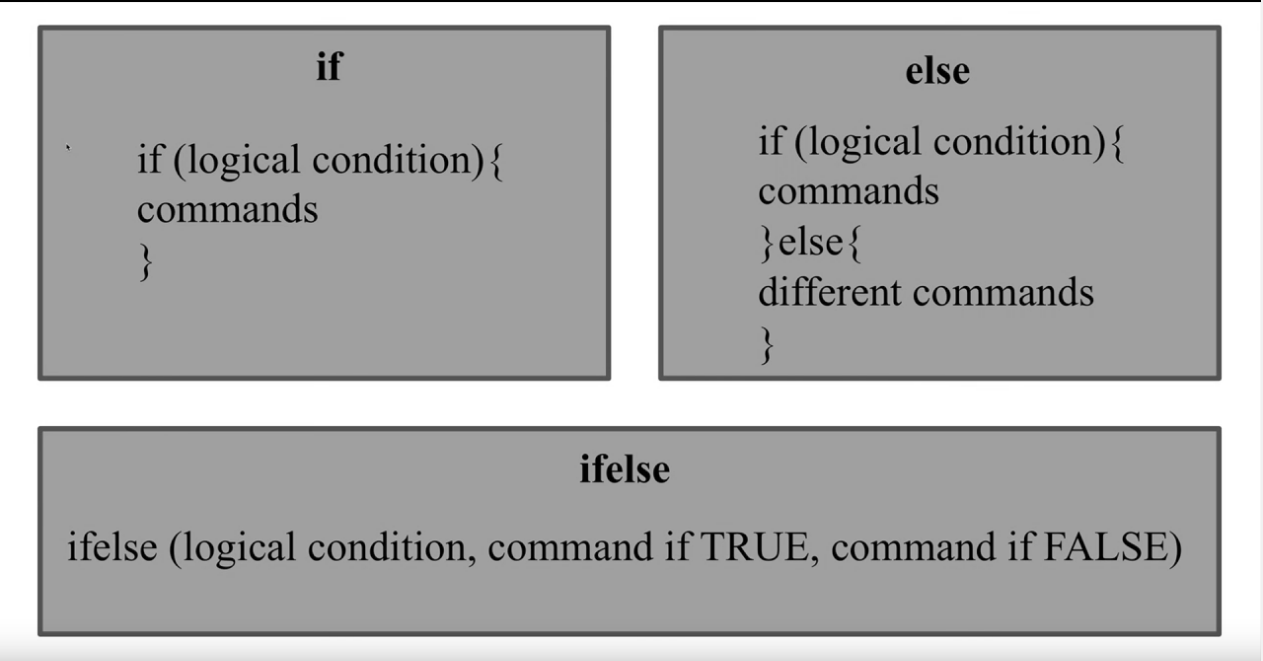 if
if (logical condition){
commands
}
else
if (logical condition){
commands
}else{
different commands
}
ifelse
ifelse (logical condition, command if TRUE, command if FALSE)